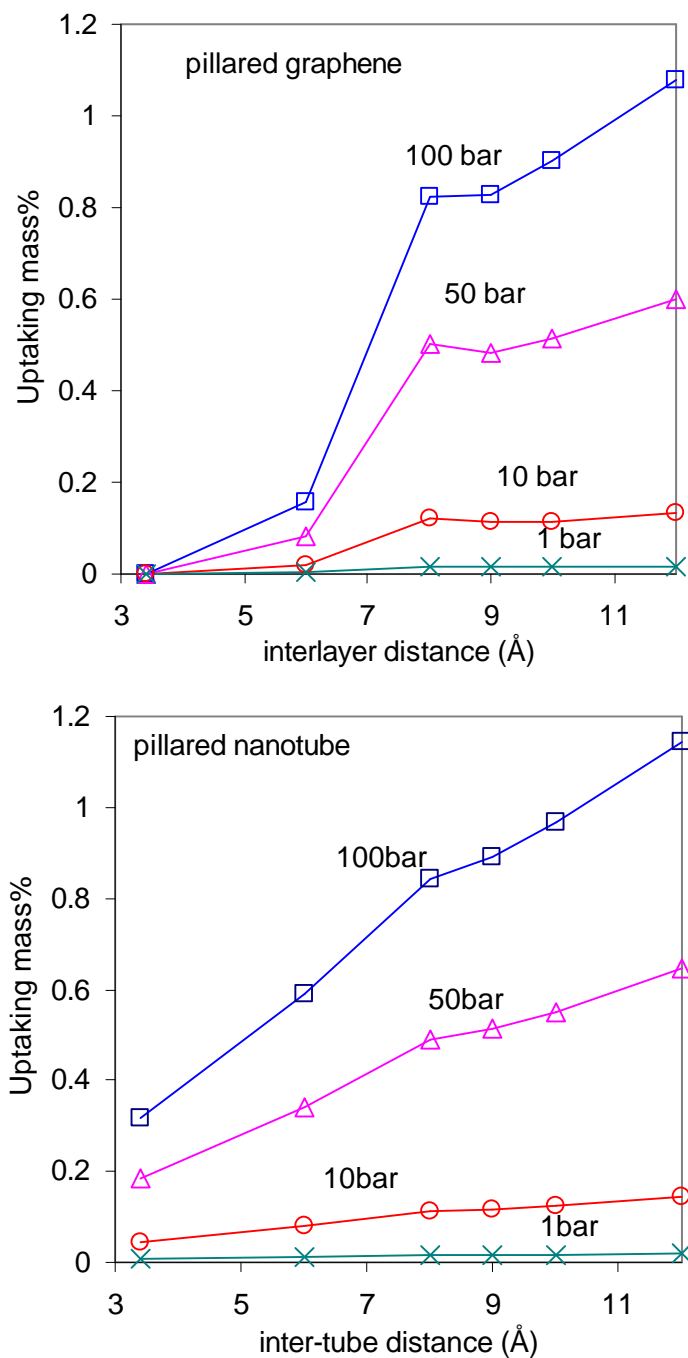 1.2
pillared graphene
1
100 bar
0.8
Uptaking mass%
50 bar
0.6
0.4
10 bar
0.2
1 bar
0
3 5 7 9 11
interlayer distance (Å)
1.2
pillared nanotube
1
100bar
0.8
Uptaking mass%
0.6
50bar
0.4
10bar
0.2
1bar
0
3 5 7 9 11
inter-tube distance (Å)